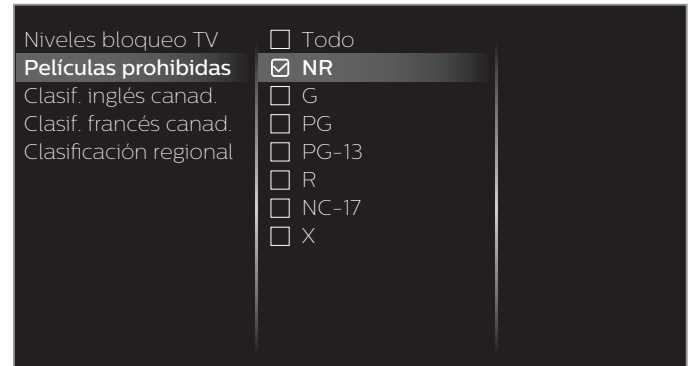 Niveles bloqueo TV
Películas prohibidas
Clasif. inglés canad.
Clasif. francés canad.
Clasificación regional
Todo
NR
G
PG
PG-13
R
NC-17
X